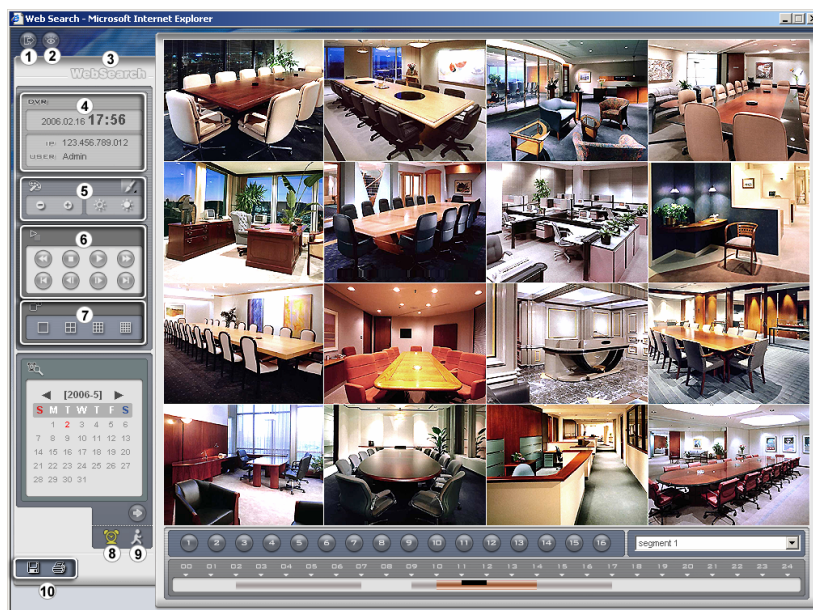 Web Search - Microsoft Internet Explorer
1 2 3
WebSearch
4
DVR
2006.02.16 17:56
IP: 123.456.789.012
USER: Admin
5
6
7
[2006-5]
S M T W T F S
1 2 3 4 5 6
7 8 9 10 11 12 13
14 15 16 17 18 19 20
21 22 23 24 25 26 27
28 29 30 31
8 9
10
1 2 3 4 5 6 7 8 9 10 11 12 13 14 15 16
segment 1
00 01 02 03 04 05 06 07 08 09 10 11 12 13 14 15 16 17 18 19 20 21 22 23 24